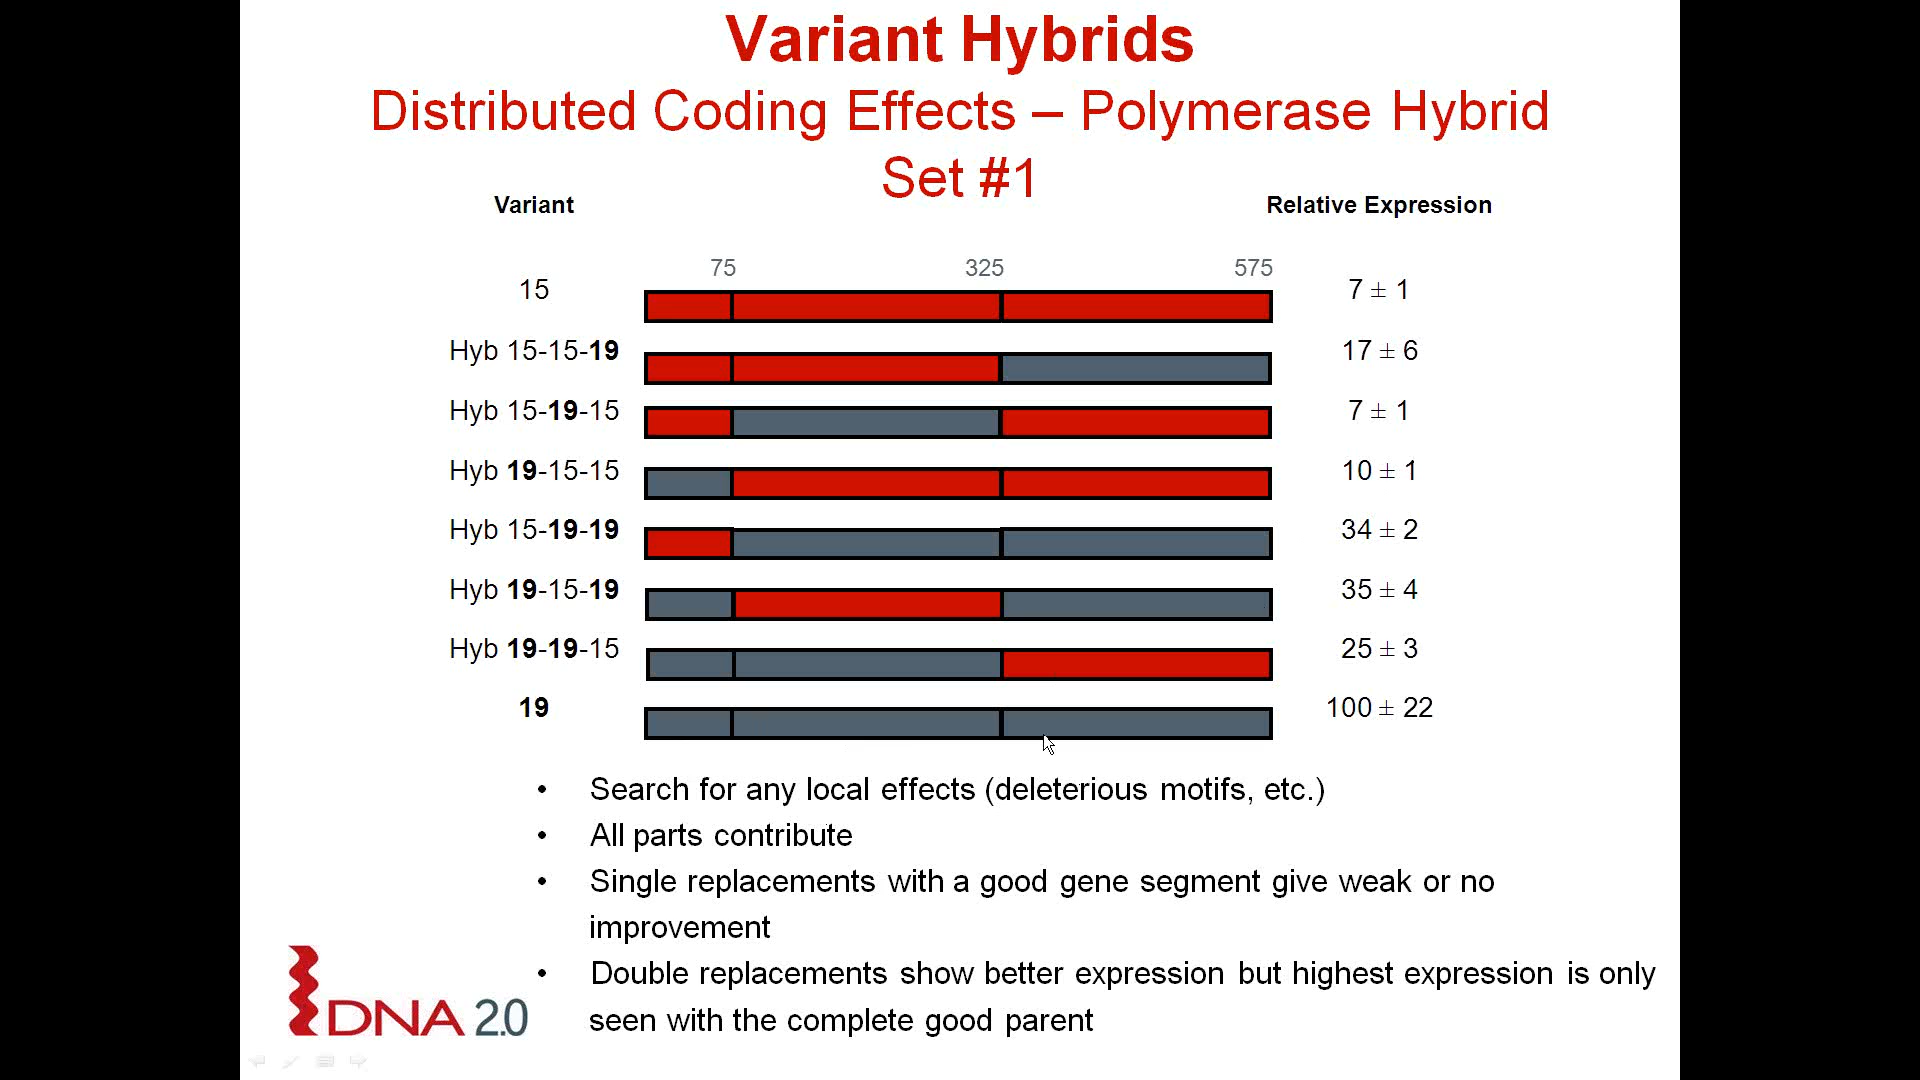 Variant Hybrids
Distributed Coding Effects – Polymerase Hybrid
Set #1
Variant Relative Expression
75 325 575
15 7 ± 1
Hyb 15-15-19 17 ± 6
Hyb 15-19-15 7 ± 1
Hyb 19-15-15 10 ± 1
Hyb 15-19-19 34 ± 2
Hyb 19-15-19 35 ± 4
Hyb 19-19-15 25 ± 3
19 100 ± 22
• Search for any local effects (deleterious motifs, etc.)
• All parts contribute
• Single replacements with a good gene segment give weak or no
improvement
• Double replacements show better expression but highest expression is only
seen with the complete good parent
DNA 2.0